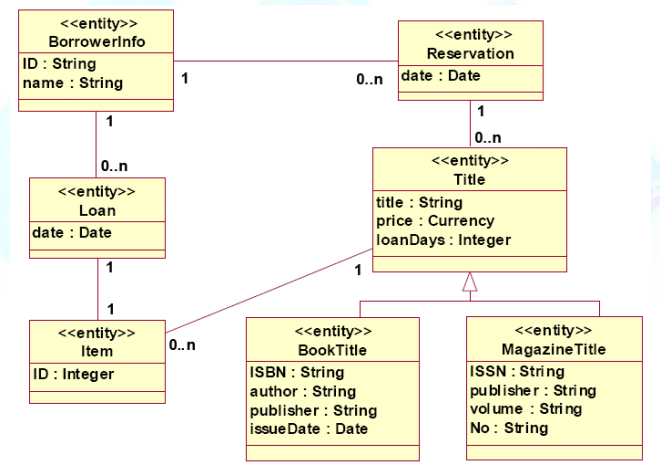 <<entity>>
BorrowerInfo
ID : String
name : String
<<entity>>
Reservation
date : Date
1
0..n
1
0..n
1
0..n
<<entity>>
Title
title : String
price : Currency
loanDays : Integer
<<entity>>
Loan
date : Date
1
1
1
0..n
<<entity>>
Item
ID : Integer
<<entity>>
BookTitle
ISBN : String
author : String
publisher : String
issueDate : Date
<<entity>>
MagazineTitle
ISSN : String
publisher : String
volume : String
No : String